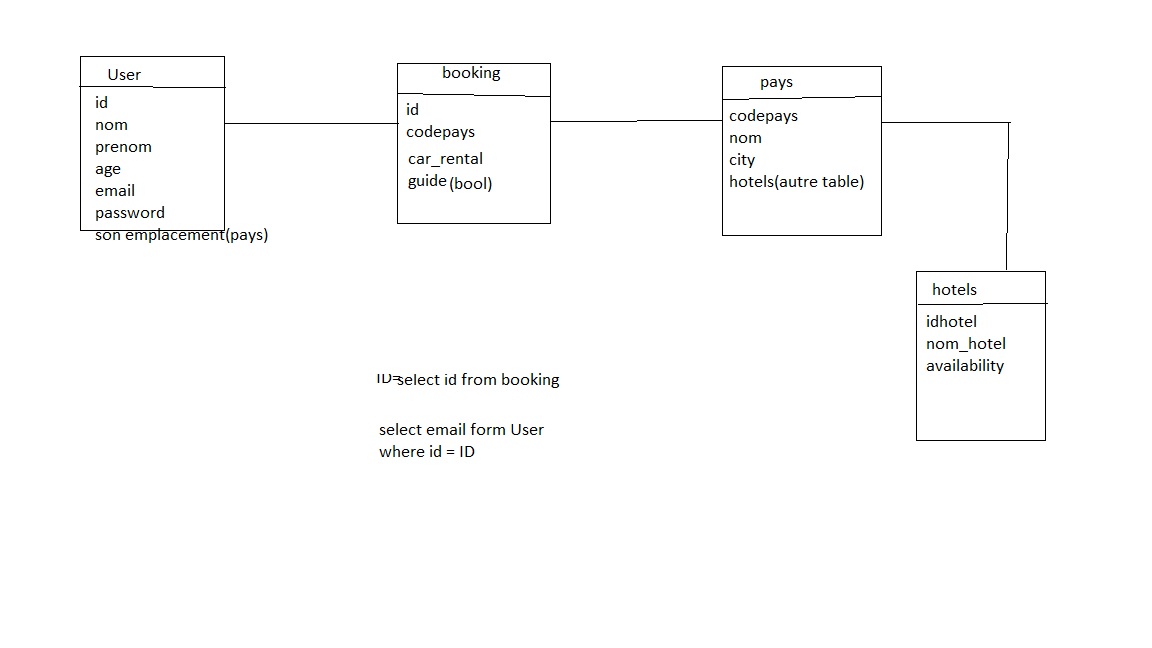 User
id
nom
prenom
age
email
password
son emplacement(pays)
booking
id
codepays
car_rental
guide (bool)
pays
codepays
nom
city
hotels(autre table)
hotels
idhotel
nom_hotel
availability
ID=select id from booking
select email form User
where id = ID